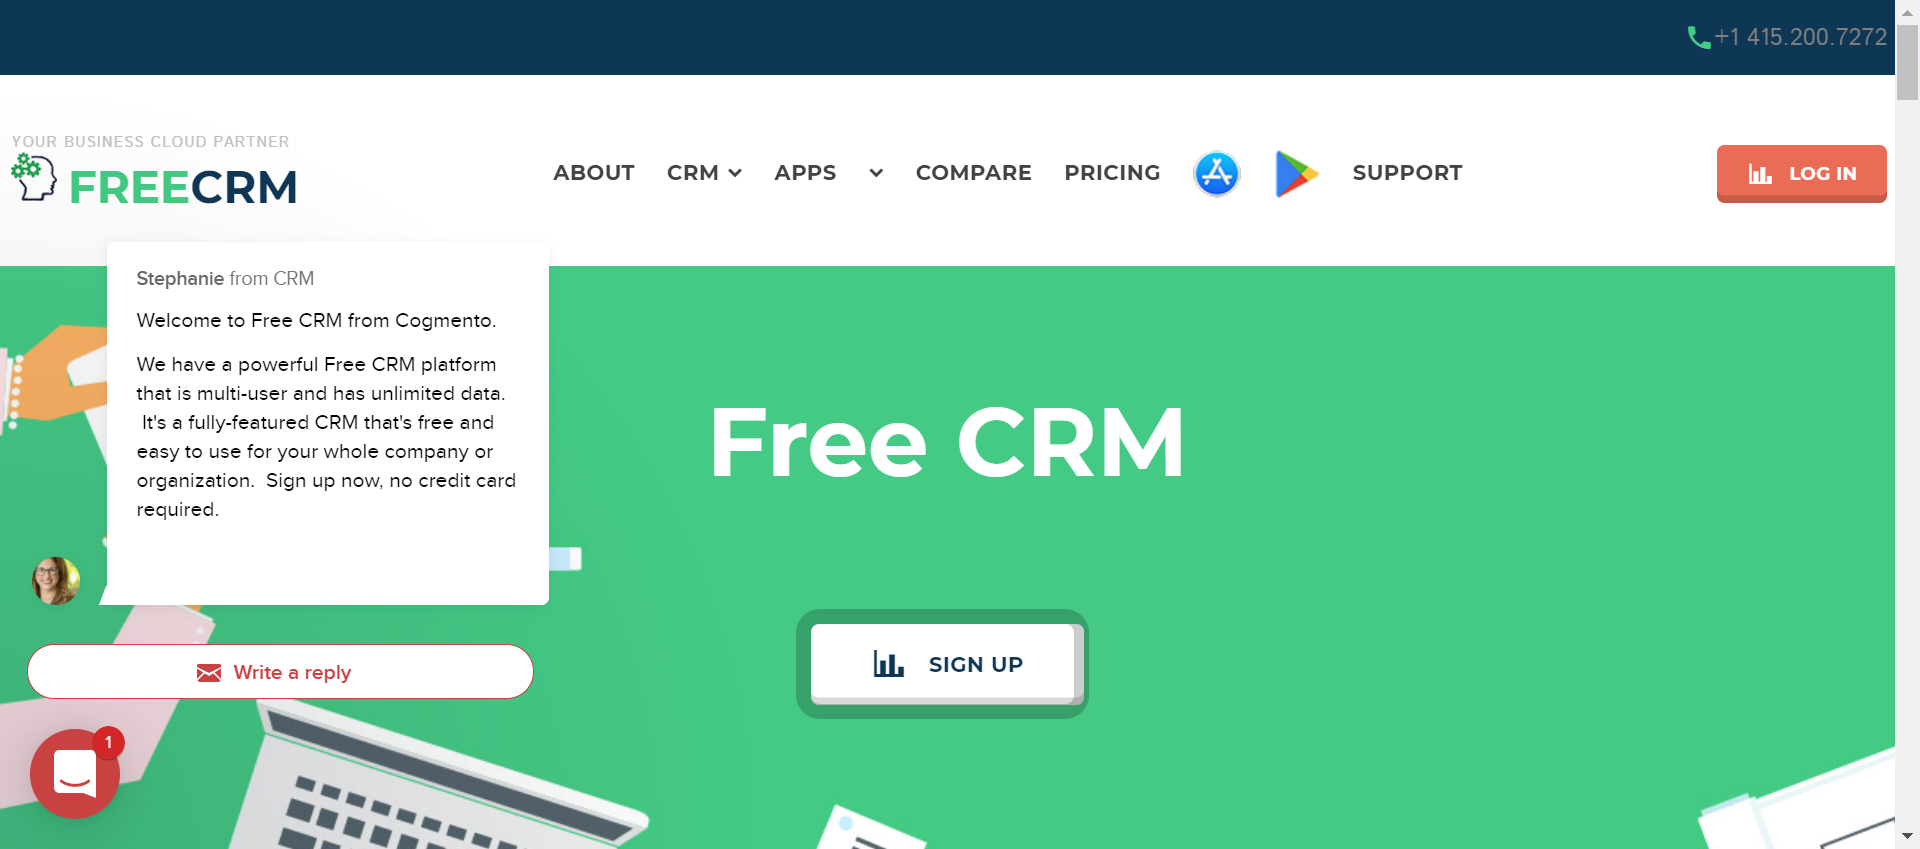 +1 415.200.7272
YOUR BUSINESS CLOUD PARTNER
FREECRM
ABOUT CRM APPS COMPARE PRICING SUPPORT
LOG IN
Stephanie from CRM
Welcome to Free CRM from Cogmento.
We have a powerful Free CRM platform
that is multi-user and has unlimited data.
It's a fully-featured CRM that's free and
easy to use for your whole company or
organization. Sign up now, no credit card
required.
Free CRM
SIGN UP
Write a reply
1